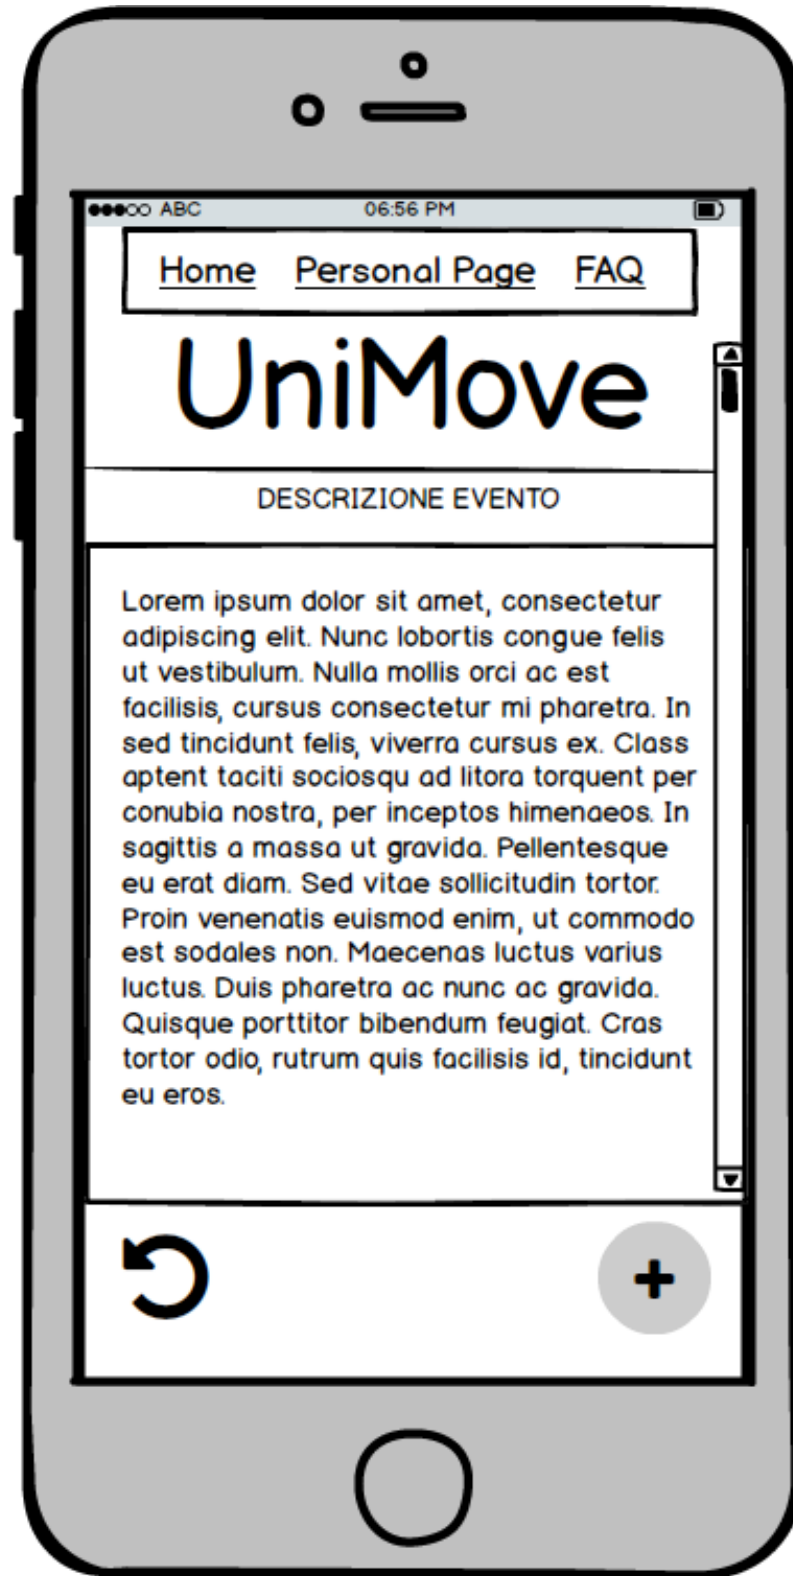 ABC 06:56 PM
Home Personal Page FAQ
UniMove
DESCRIZIONE EVENTO
Lorem ipsum dolor sit amet, consectetur
adipiscing elit. Nunc lobortis congue felis
ut vestibulum. Nulla mollis orci ac est
facilisis, cursus consectetur mi pharetra. In
sed tincidunt felis, viverra cursus ex. Class
aptent taciti sociosqu ad litora torquent per
conubia nostra, per inceptos himenaeos. In
sagittis a massa ut gravida. Pellentesque
eu erat diam. Sed vitae sollicitudin tortor.
Proin venenatis euismod enim, ut commodo
est sodales non. Maecenas luctus varius
luctus. Duis pharetra ac nunc ac gravida.
Quisque porttitor bibendum feugiat. Cras
tortor odio, rutrum quis facilisis id, tincidunt
eu eros.